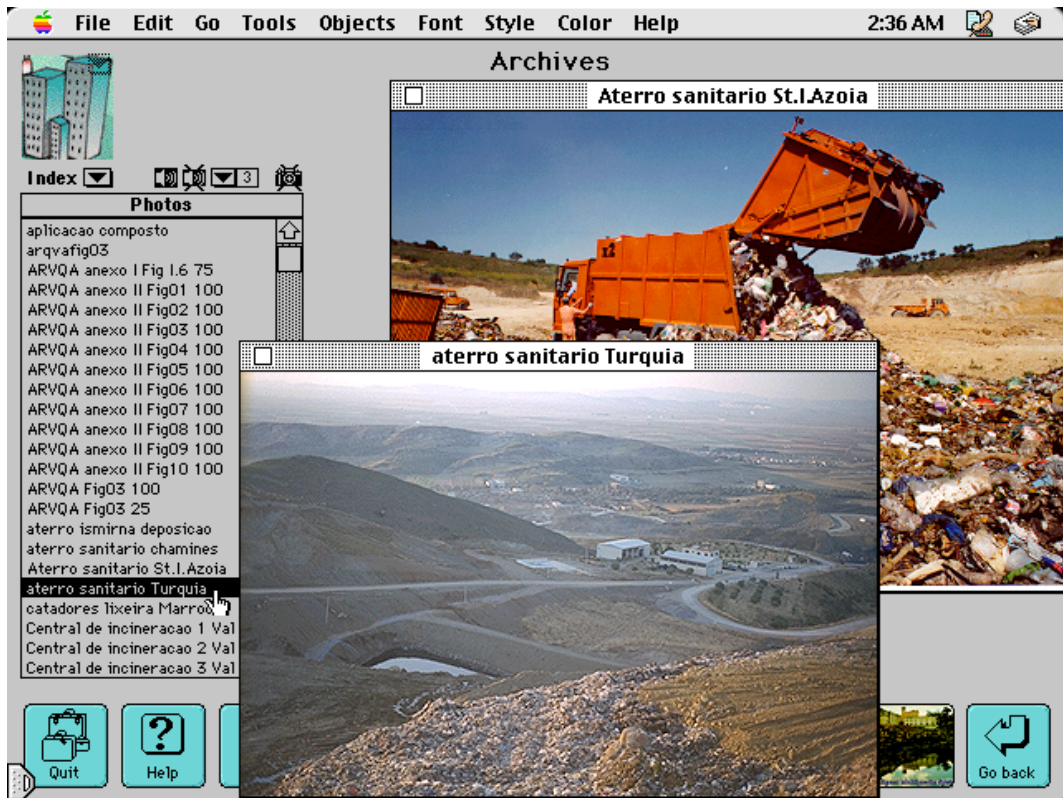 File Edit Go Tools Objects Font Style Color Help 2:36 AM
Archives
Aterro sanitario St.I.Azoia
Index 3
Photos
aplicacao composto
arqvafig03
ARVQA anexo I Fig I.6 75
ARVQA anexo II Fig01 100
ARVQA anexo II Fig02 100
ARVQA anexo II Fig03 100
ARVQA anexo II Fig04 100
ARVQA anexo II Fig05 100
ARVQA anexo II Fig06 100
ARVQA anexo II Fig07 100
ARVQA anexo II Fig08 100
ARVQA anexo II Fig09 100
ARVQA anexo II Fig10 100
ARVQA Fig03 100
ARVQA Fig03 25
aterro ismirna deposicao
aterro sanitario chamines
Aterro sanitario St.I.Azoia
aterro sanitario Turquia
catadores lixeira
Central de incineracao 1 Val
Central de incineracao 2 Val
Central de incineracao 3 Val
aterro sanitario Turquia
Quit
Help
Go back